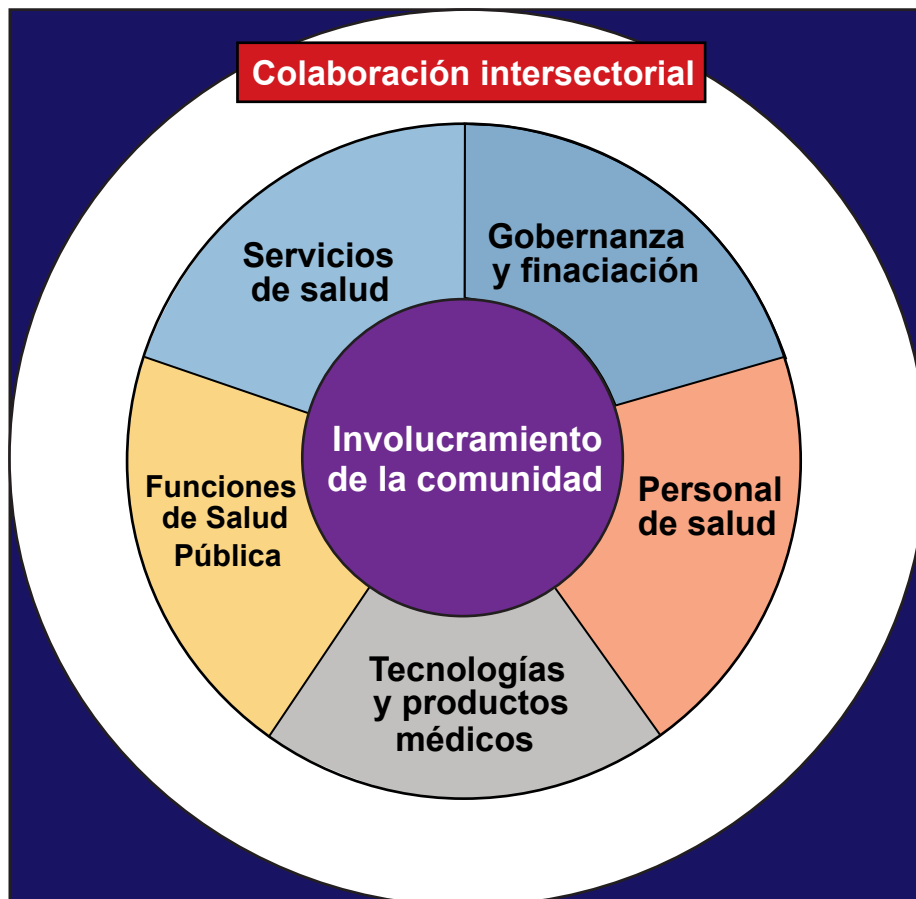 Colaboración intersectorial
Servicios
de salud
Gobernanza
y finaciación
Involucramiento
de la comunidad
Funciones
de Salud
Pública
Personal
de salud
Tecnologías
y productos
médicos